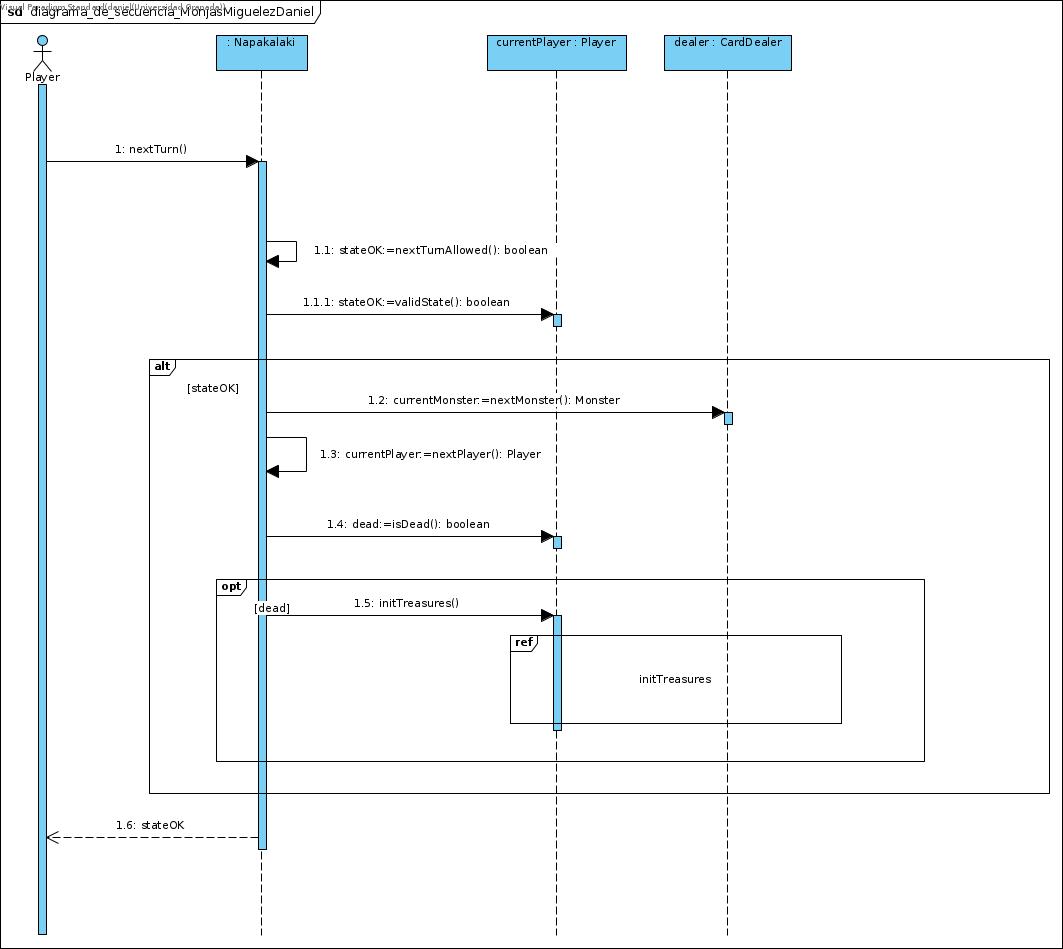 Visual Paradigm Standard(daniel(Universidad Granada))
sd diagrama_de_secuencia_MonjasMiguelezDaniel
: Napakalaki
currentPlayer : Player
dealer : CardDealer
Player
1: nextTurn()
1.1: stateOK:=nextTurnAllowed(): boolean
1.1.1: stateOK:=validState(): boolean
alt
[stateOK]
1.2: currentMonster:=nextMonster(): Monster
1.3: currentPlayer:=nextPlayer(): Player
1.4: dead:=isDead(): boolean
opt
[dead]
1.5: initTreasures()
ref
initTreasures
1.6: stateOK